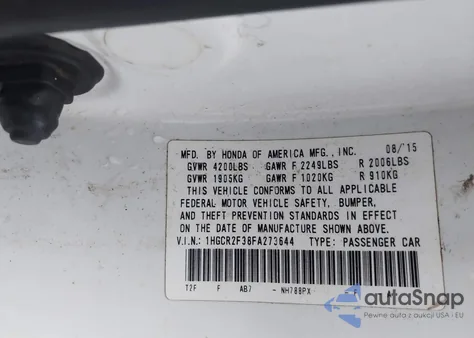 MFD. BY HONDA OF AMERICA MFG., INC. 08/15
GVWR 4200LBS GAWR F 2249LBS R 2006LBS
GVWR 1905KG GAWR F 1020KG R 910KG
THIS VEHICLE CONFORMS TO ALL APPLICABLE
FEDERAL MOTOR VEHICLE SAFETY, BUMPER,
AND THEFT PREVENTION STANDARDS IN EFFECT
ON THE DATE OF MANUFACTURE SHOWN ABOVE.
V.I.N.: 1HGCR2F38FA273644 TYPE: PASSENGER CAR
T2F F AB7 - NH788PX
autaSnap
Pewne auta z USA i EU